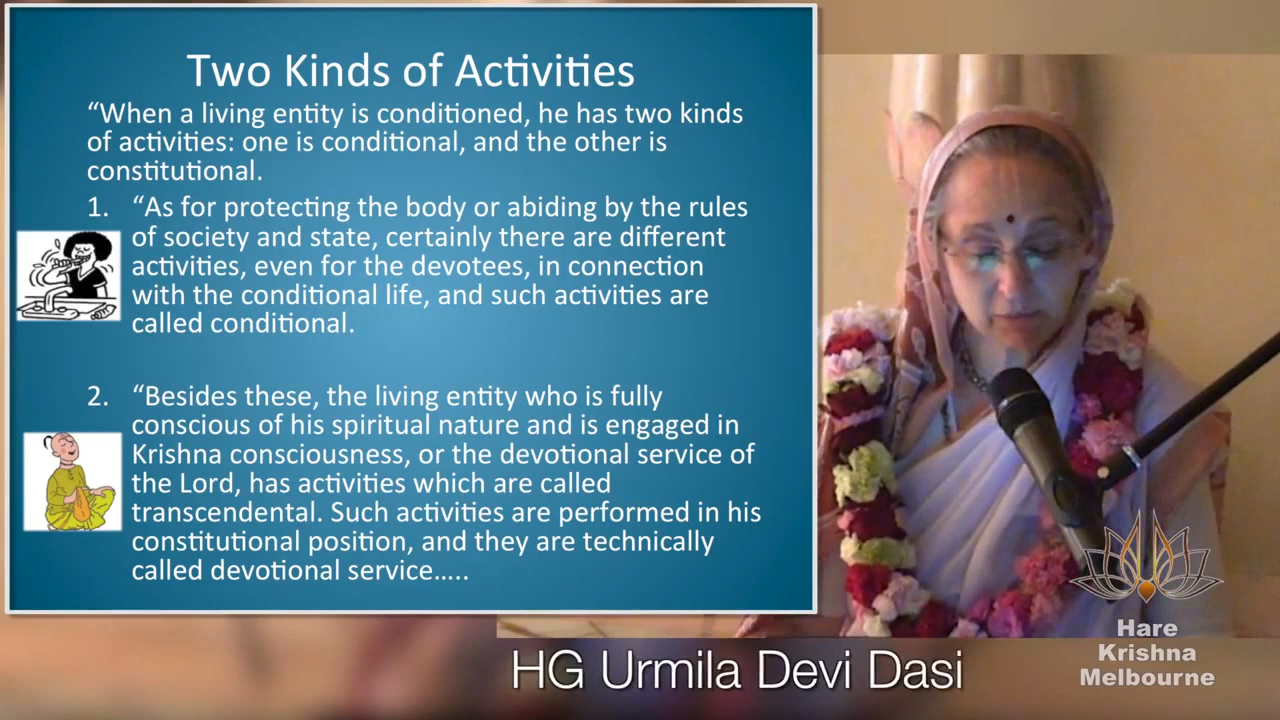 Two Kinds of Activities
“When a living entity is conditioned, he has two kinds
of activities: one is conditional, and the other is
constitutional.
1. “As for protecting the body or abiding by the rules
of society and state, certainly there are different
activities, even for the devotees, in connection
with the conditional life, and such activities are
called conditional.
2. “Besides these, the living entity who is fully
conscious of his spiritual nature and is engaged in
Krishna consciousness, or the devotional service of
the Lord, has activities which are called
transcendental. Such activities are performed in his
constitutional position, and they are technically
called devotional service…..
HG Urmila Devi Dasi
Hare
Krishna
Melbourne